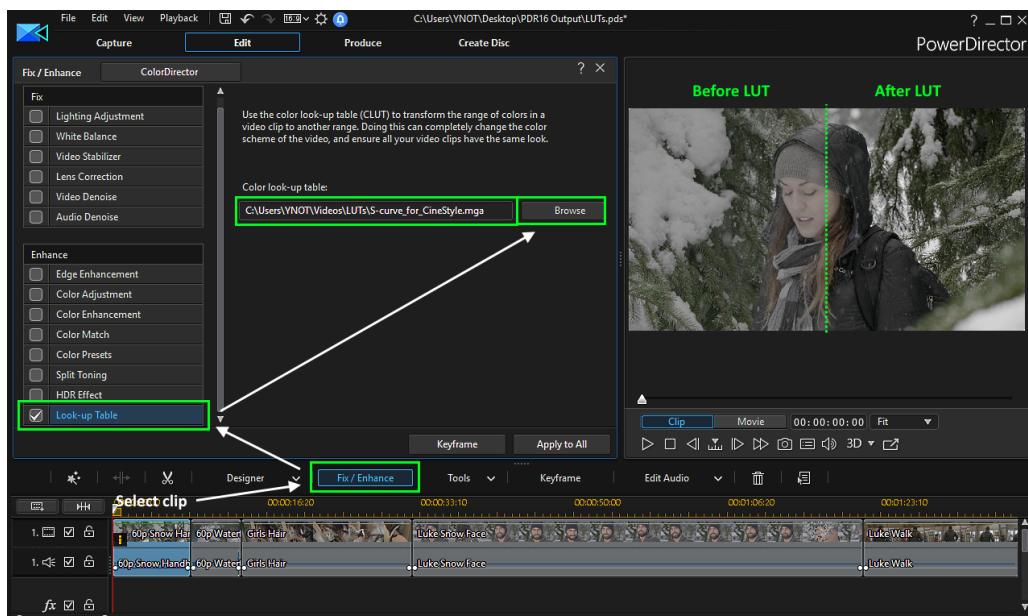 File Edit View Playback 16:9 C:\Users\YNOT\Desktop\PDR16 Output\LUTs.pds* ?
Capture Edit Produce Create Disc PowerDirector
Fix / Enhance ColorDirector ?
Fix
Lighting Adjustment
White Balance
Video Stabilizer
Lens Correction
Video Denoise
Audio Denoise
Enhance
Edge Enhancement
Color Adjustment
Color Enhancement
Color Match
Color Presets
Split Toning
HDR Effect
Look-up Table
Use the color look-up table (CLUT) to transform the range of colors in a
video clip to another range. Doing this can completely change the color
scheme of the video, and ensure all your video clips have the same look.
Color look-up table:
C:\Users\YNOT\Videos\LUTs\S-curve_for_CineStyle.mga Browse
Keyframe Apply to All
Before LUT After LUT
Clip Movie 00:00:00:00 Fit
3D
Designer Fix / Enhance Tools Keyframe Edit Audio
Select clip 00:00:16:20 00:00:33:10 00:00:50:00 00:01:06:20 00:01:23:10
1. 60p Snow Han 60p Water Girls Hair Luke Snow Face Luke Walk
1. 60p Snow Handh 60p Water Girls Hair Luke Snow Face Luke Walk
fx